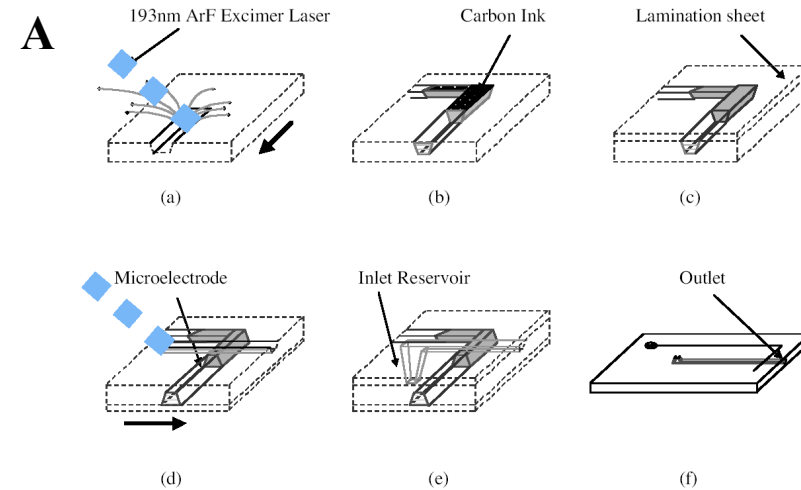 A
193nm ArF Excimer Laser
Carbon Ink
Lamination sheet
(a)
(b)
(c)
Microelectrode
Inlet Reservoir
Outlet
(d)
(e)
(f)